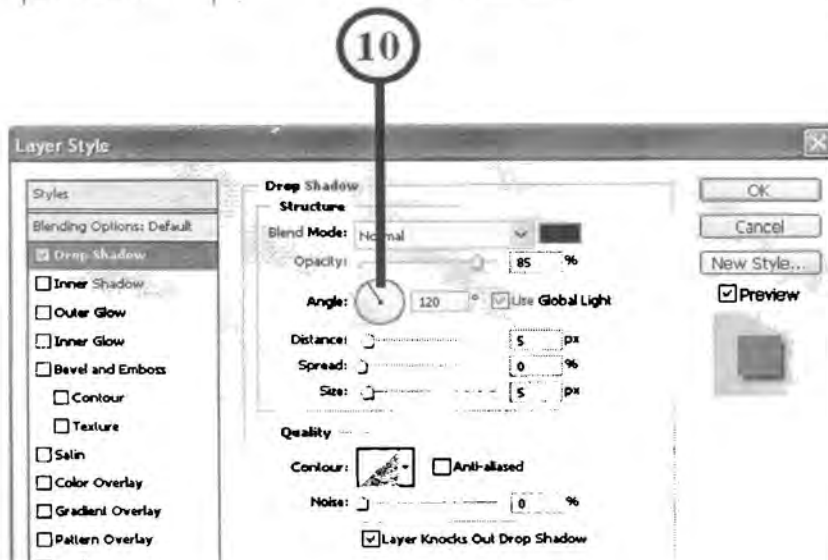 10
Layer Style
Styles
Blending Options: Default
Drop Shadow
Inner Shadow
Outer Glow
Inner Glow
Bevel and Emboss
Contour
Texture
Satin
Color Overlay
Gradient Overlay
Pattern Overlay
Drop Shadow
Structure
Blend Mode: Normal
Opacity: 85 %
Angle: 120 ° Use Global Light
Distance: 5 px
Spread: 0 %
Size: 5 px
Quality
Contour: Anti-aliased
Noise: 0 %
Layer Knocks Out Drop Shadow
OK
Cancel
New Style...
Preview